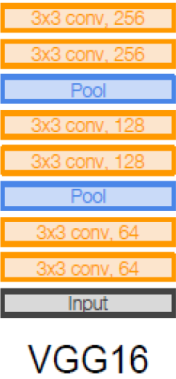 3x3 conv, 256
3x3 conv, 256
Pool
3x3 conv, 128
3x3 conv, 128
Pool
3x3 conv, 64
3x3 conv, 64
Input
VGG16